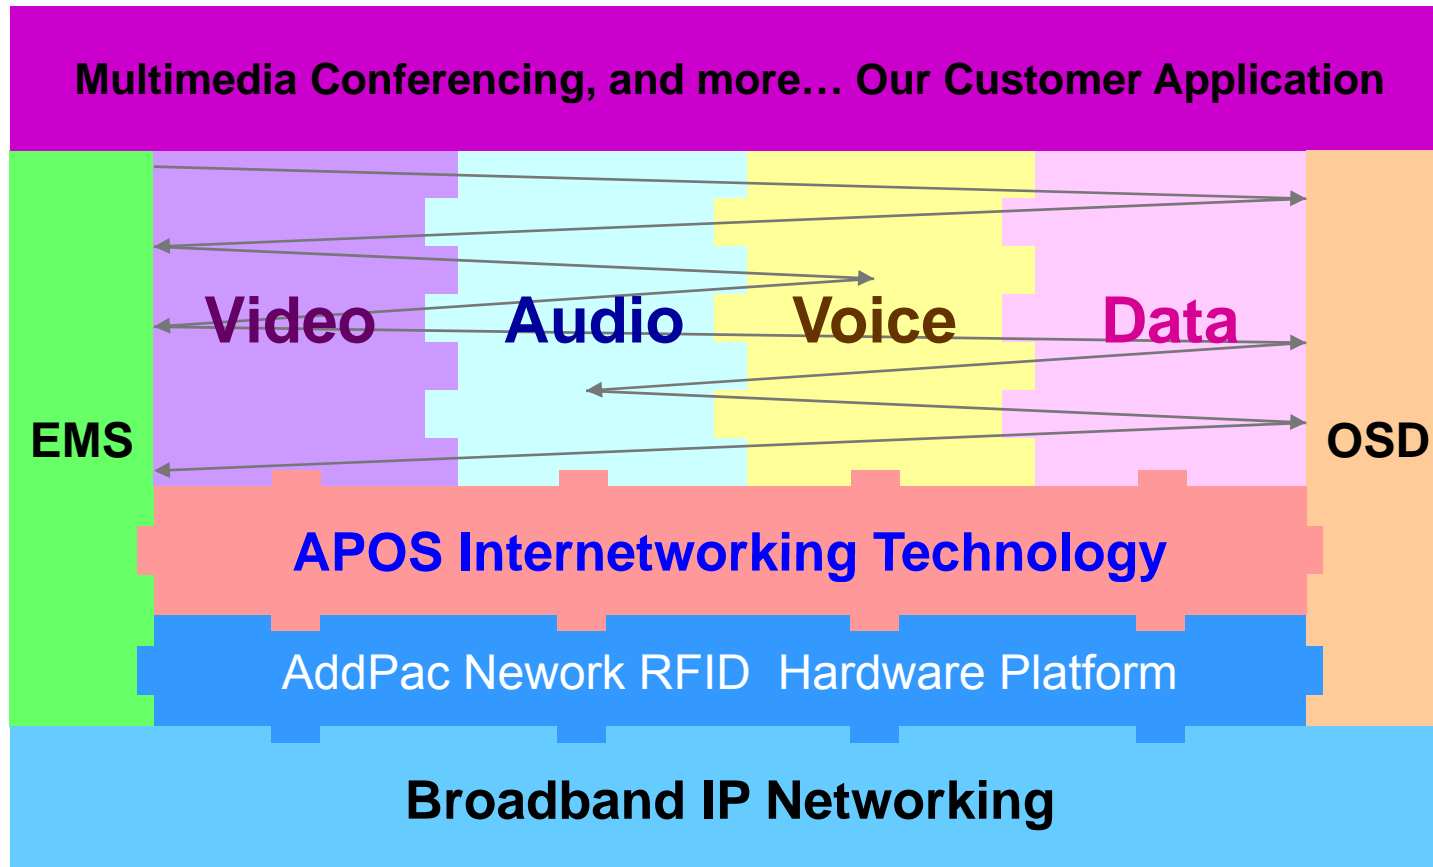 Multimedia Conferencing, and more… Our Customer Application
Video Audio Voice Data
EMS
OSD
APOS Internetworking Technology
AddPac Nework RFID  Hardware Platform
Broadband IP Networking